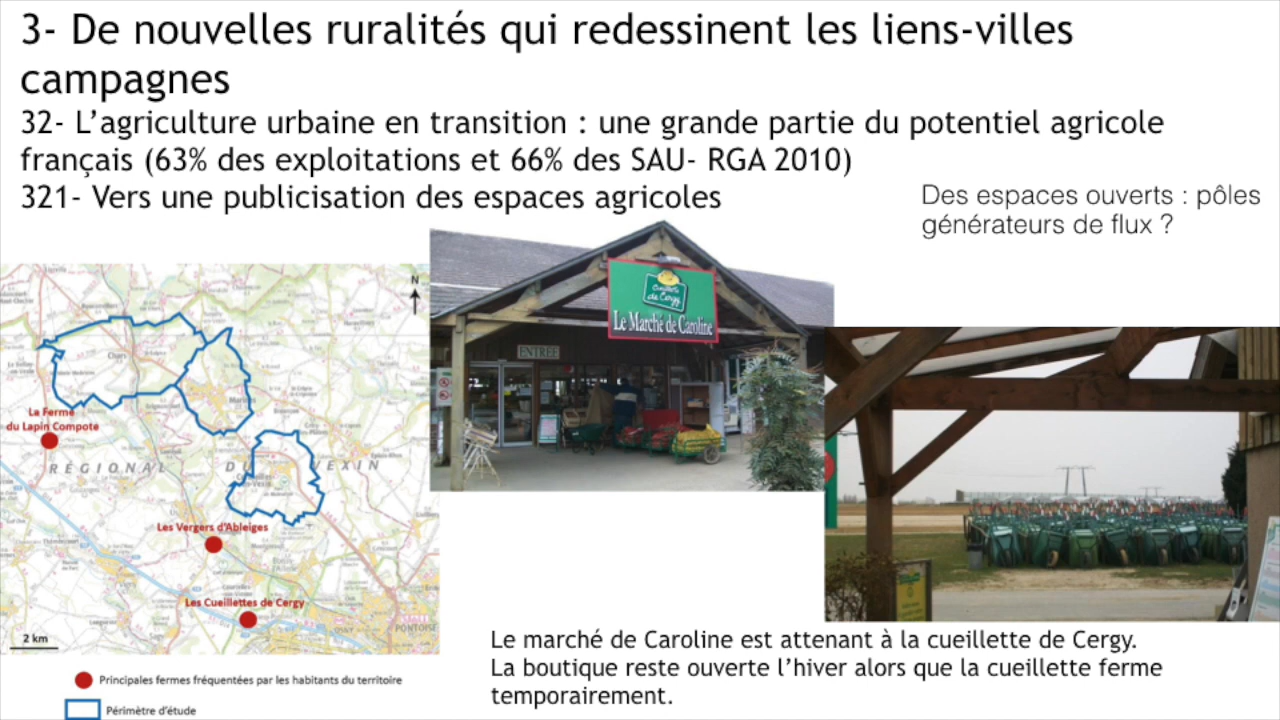 3- De nouvelles ruralités qui redessinent les liens-villes
campagnes
32- L’agriculture urbaine en transition : une grande partie du potentiel agricole
français (63% des exploitations et 66% des SAU- RGA 2010)
321- Vers une publicisation des espaces agricoles
Des espaces ouverts : pôles
générateurs de flux ?
N
La Ferme
du Lapin Compote
RÉGIONAL DU VEXIN
Les Vergers d'Ableiges
Les Cueillettes de Cergy
PONTOISE
2 km
Principales fermes fréquentées par les habitants du territoire
Périmètre d'étude
Cueillette
de Cergy
Le Marché de Caroline
ENTREE
Le marché de Caroline est attenant à la cueillette de Cergy.
La boutique reste ouverte l’hiver alors que la cueillette ferme
temporairement.